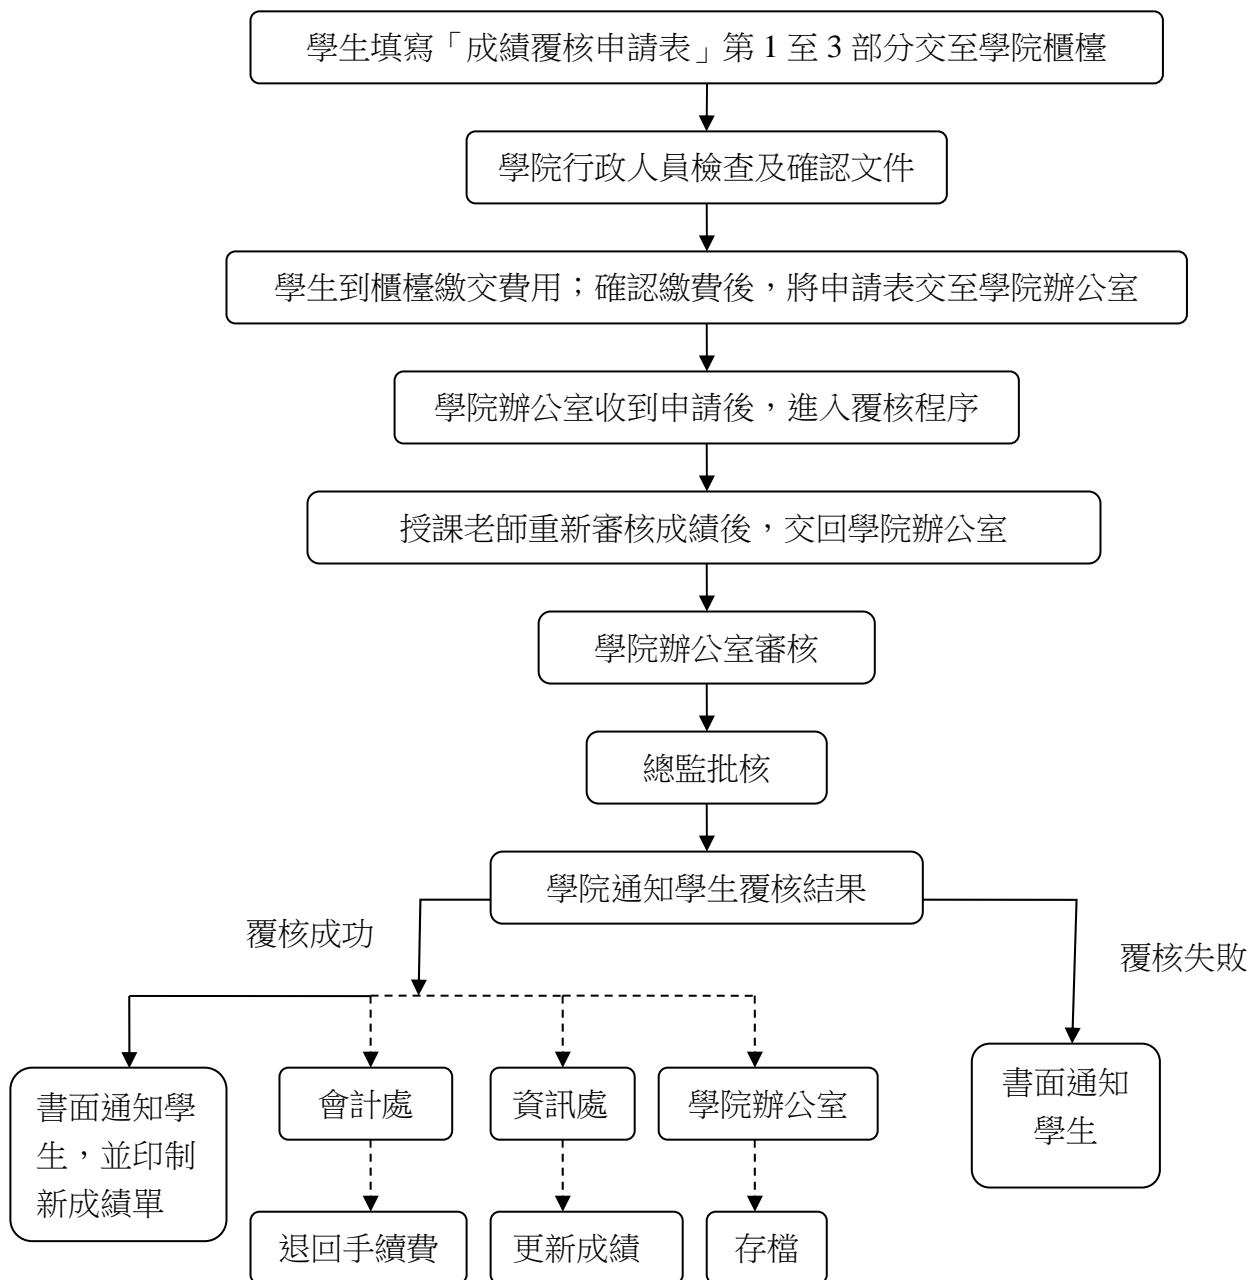 學生填寫「成績覆核申請表」第 1 至 3 部分交至學院櫃檯
學院行政人員檢查及確認文件
學生到櫃檯繳交費用；確認繳費後，將申請表交至學院辦公室
學院辦公室收到申請後，進入覆核程序
授課老師重新審核成績後，交回學院辦公室
學院辦公室審核
總監批核
學院通知學生覆核結果
覆核成功
覆核失敗
書面通知學
生，並印制
新成績單
會計處
資訊處
學院辦公室
書面通知
學生
退回手續費
更新成績
存檔